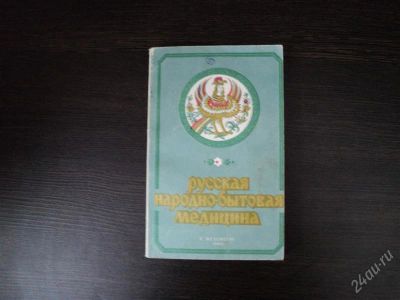 русская
народно-бытовая
медицина
24au.ru